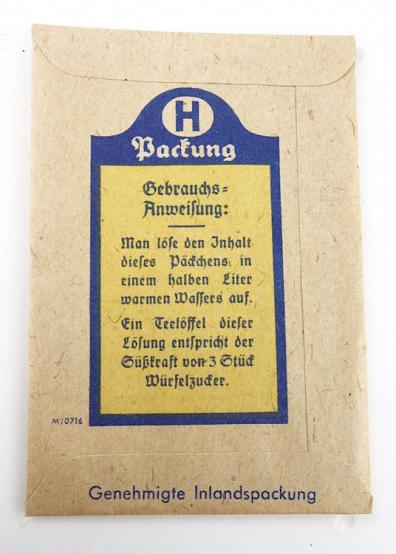 H
Packung
Gebrauchs=
Anweisung:
Man löse den Inhalt
dieses Päckchens in
einem halben Liter
warmen Wassers auf.
Ein Teelöffel dieser
Lösung entspricht der
Süßkraft von 3 Stück
Würfelzucker.
M/0716
Genehmigte Inlandspackung